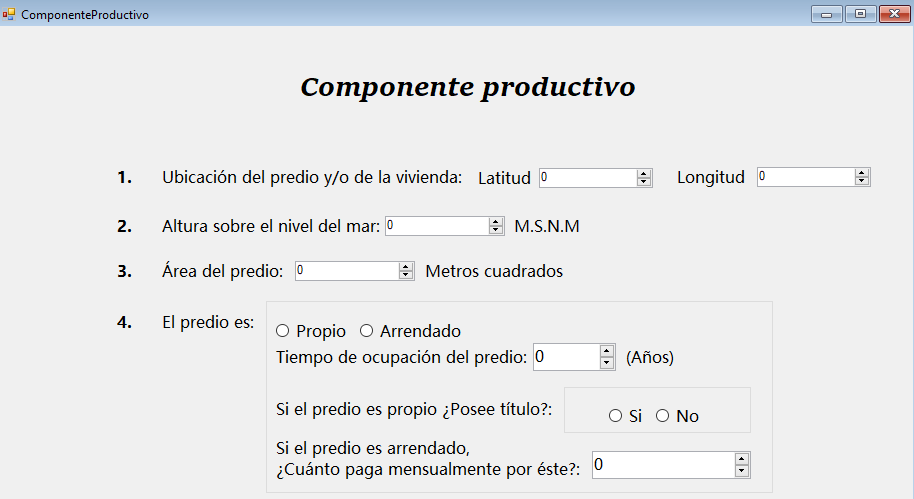 ComponenteProductivo
Componente productivo
1. Ubicación del predio y/o de la vivienda: Latitud 0 Longitud 0
2. Altura sobre el nivel del mar: 0 M.S.N.M
3. Área del predio: 0 Metros cuadrados
4. El predio es:
Propio Arrendado
Tiempo de ocupación del predio: 0 (Años)
Si el predio es propio ¿Posee título?: Si No
Si el predio es arrendado,
¿Cuánto paga mensualmente por éste?: 0